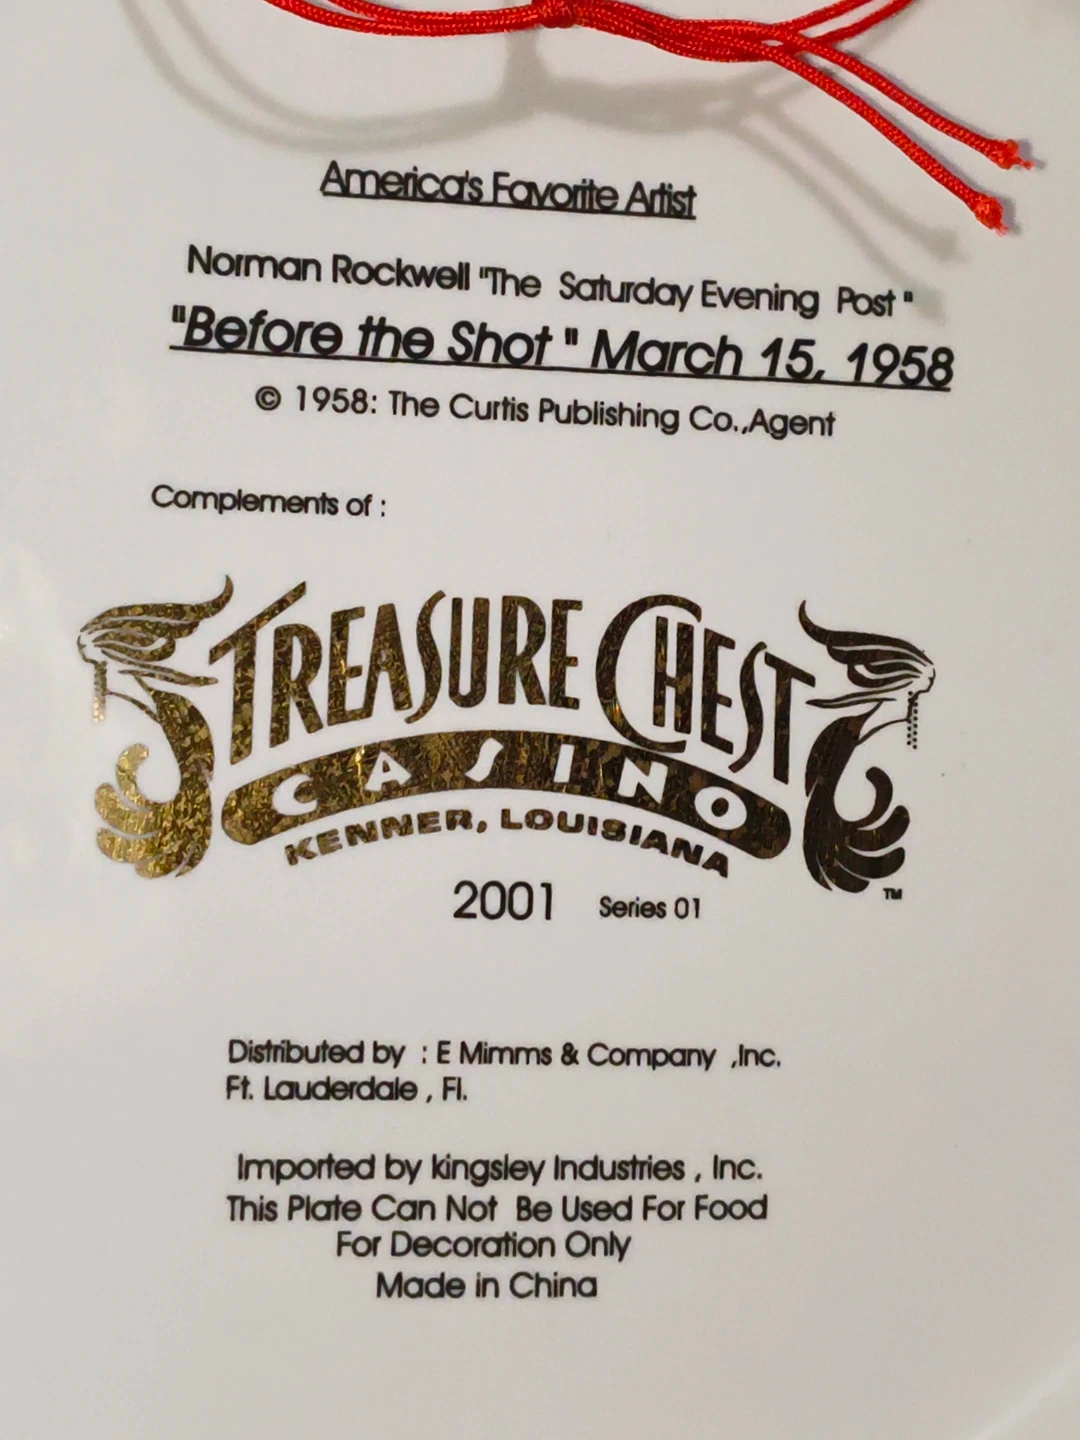 America's Favorite Artist
Norman Rockwell "The Saturday Evening Post"
"Before the Shot" March 15, 1958
© 1958: The Curtis Publishing Co.,Agent
Complements of :
TREASURE CHEST
CASINO
KENNER, LOUISIANA
TM
2001 Series 01
Distributed by : E Mimms & Company ,Inc.
Ft. Lauderdale , Fl.
Imported by kingsley Industries , Inc.
This Plate Can Not Be Used For Food
For Decoration Only
Made in China